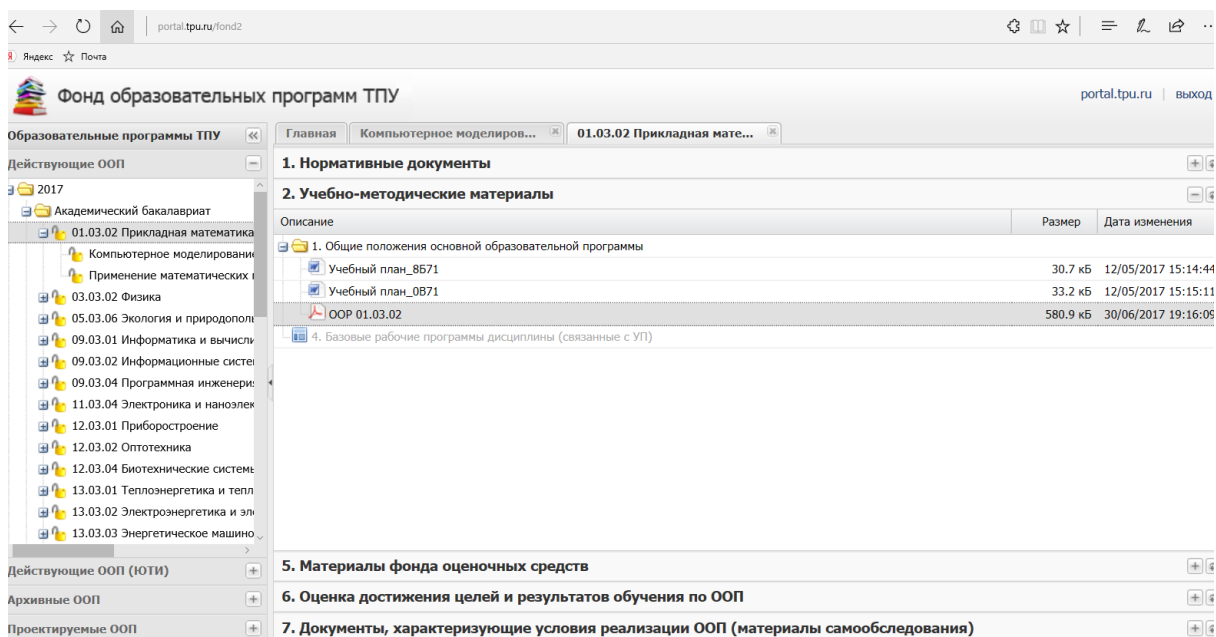 portal.tpu.ru/fond2
Яндекс Почта
Фонд образовательных программ ТПУ
portal.tpu.ru | выход
Образовательные программы ТПУ
Действующие ООП
2017
Академический бакалавриат
01.03.02 Прикладная математика
Компьютерное моделировани
Применение математических
03.03.02 Физика
05.03.06 Экология и природополь
09.03.01 Информатика и вычисли
09.03.02 Информационные систе
09.03.04 Программная инженери
11.03.04 Электроника и наноэлек
12.03.01 Приборостроение
12.03.02 Оптотехника
12.03.04 Биотехнические системь
13.03.01 Теплоэнергетика и тепл
13.03.02 Электроэнергетика и эл
13.03.03 Энергетическое машино
Действующие ООП (ЮТИ)
Архивные ООП
Проектируемые ООП
Главная Компьютерное моделиров... 01.03.02 Прикладная мате...
1. Нормативные документы
2. Учебно-методические материалы
Описание Размер Дата изменения
1. Общие положения основной образовательной программы
Учебный план_8Б71 30.7 кБ 12/05/2017 15:14:44
Учебный план_0В71 33.2 кБ 12/05/2017 15:15:11
ООР 01.03.02 580.9 кБ 30/06/2017 19:16:09
4. Базовые рабочие программы дисциплины (связанные с УП)
5. Материалы фонда оценочных средств
6. Оценка достижения целей и результатов обучения по ООП
7. Документы, характеризующие условия реализации ООП (материалы самообследования)